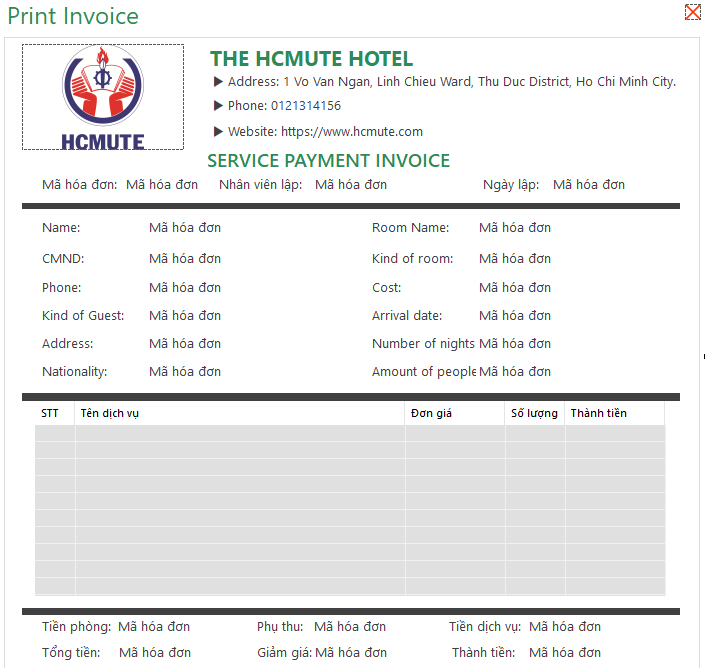 Print Invoice
THE HCMUTE HOTEL
▶ Address: 1 Vo Van Ngan, Linh Chieu Ward, Thu Duc District, Ho Chi Minh City.
▶ Phone: 0121314156
▶ Website: https://www.hcmute.com
HCMUTE
SERVICE PAYMENT INVOICE
Mã hóa đơn: Mã hóa đơn Nhân viên lập: Mã hóa đơn Ngày lập: Mã hóa đơn
Name: Mã hóa đơn Room Name: Mã hóa đơn
CMND: Mã hóa đơn Kind of room: Mã hóa đơn
Phone: Mã hóa đơn Cost: Mã hóa đơn
Kind of Guest: Mã hóa đơn Arrival date: Mã hóa đơn
Address: Mã hóa đơn Number of nights Mã hóa đơn
Nationality: Mã hóa đơn Amount of people Mã hóa đơn
STT Tên dịch vụ Đơn giá Số lượng Thành tiền
Tiền phòng: Mã hóa đơn Phụ thu: Mã hóa đơn Tiền dịch vụ: Mã hóa đơn
Tổng tiền: Mã hóa đơn Giảm giá: Mã hóa đơn Thành tiền: Mã hóa đơn